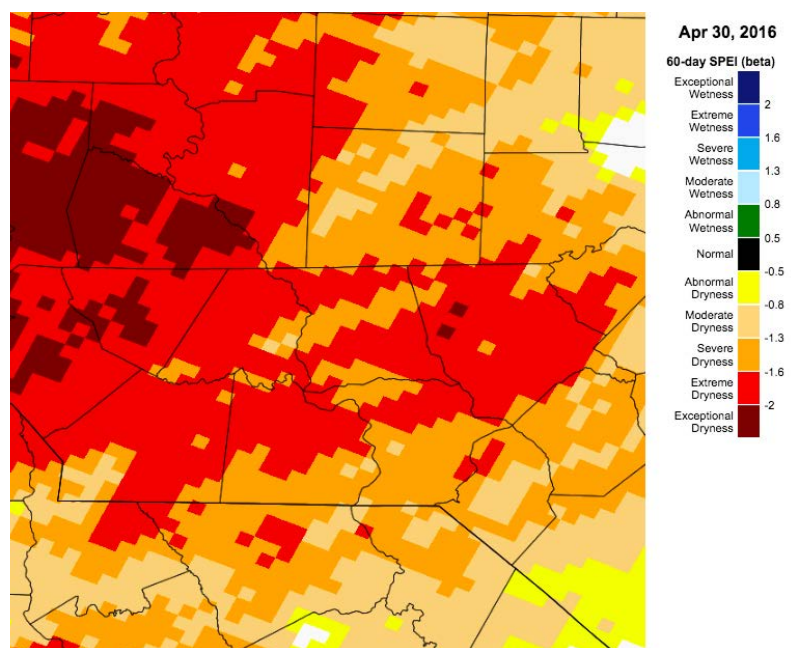 Apr 30, 2016
60-day SPEI (beta)
Exceptional
Wetness
2
Extreme
Wetness
1.6
Severe
Wetness
1.3
Moderate
Wetness
0.8
Abnormal
Wetness
0.5
Normal
-0.5
Abnormal
Dryness
-0.8
Moderate
Dryness
-1.3
Severe
Dryness
-1.6
Extreme
Dryness
-2
Exceptional
Dryness